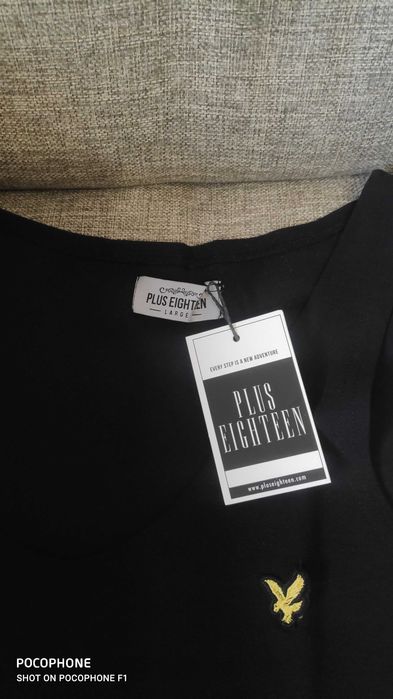 PLUS EIGHTEN
LARGE
EVERY STEP IS A NEW ADVENTURE
PLUS
EIGHTEEN
www.pluseighteen.com
POCOPHONE
SHOT ON POCOPHONE F1